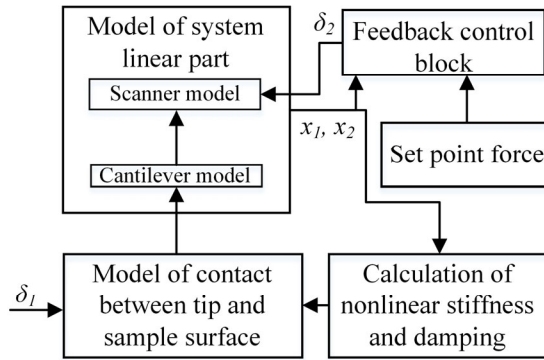 Model of system
linear part
Scanner model
Cantilever model
δ2
Feedback control
block
x1, x2
Set point force
δ1
Model of contact
between tip and
sample surface
Calculation of
nonlinear stiffness
and damping